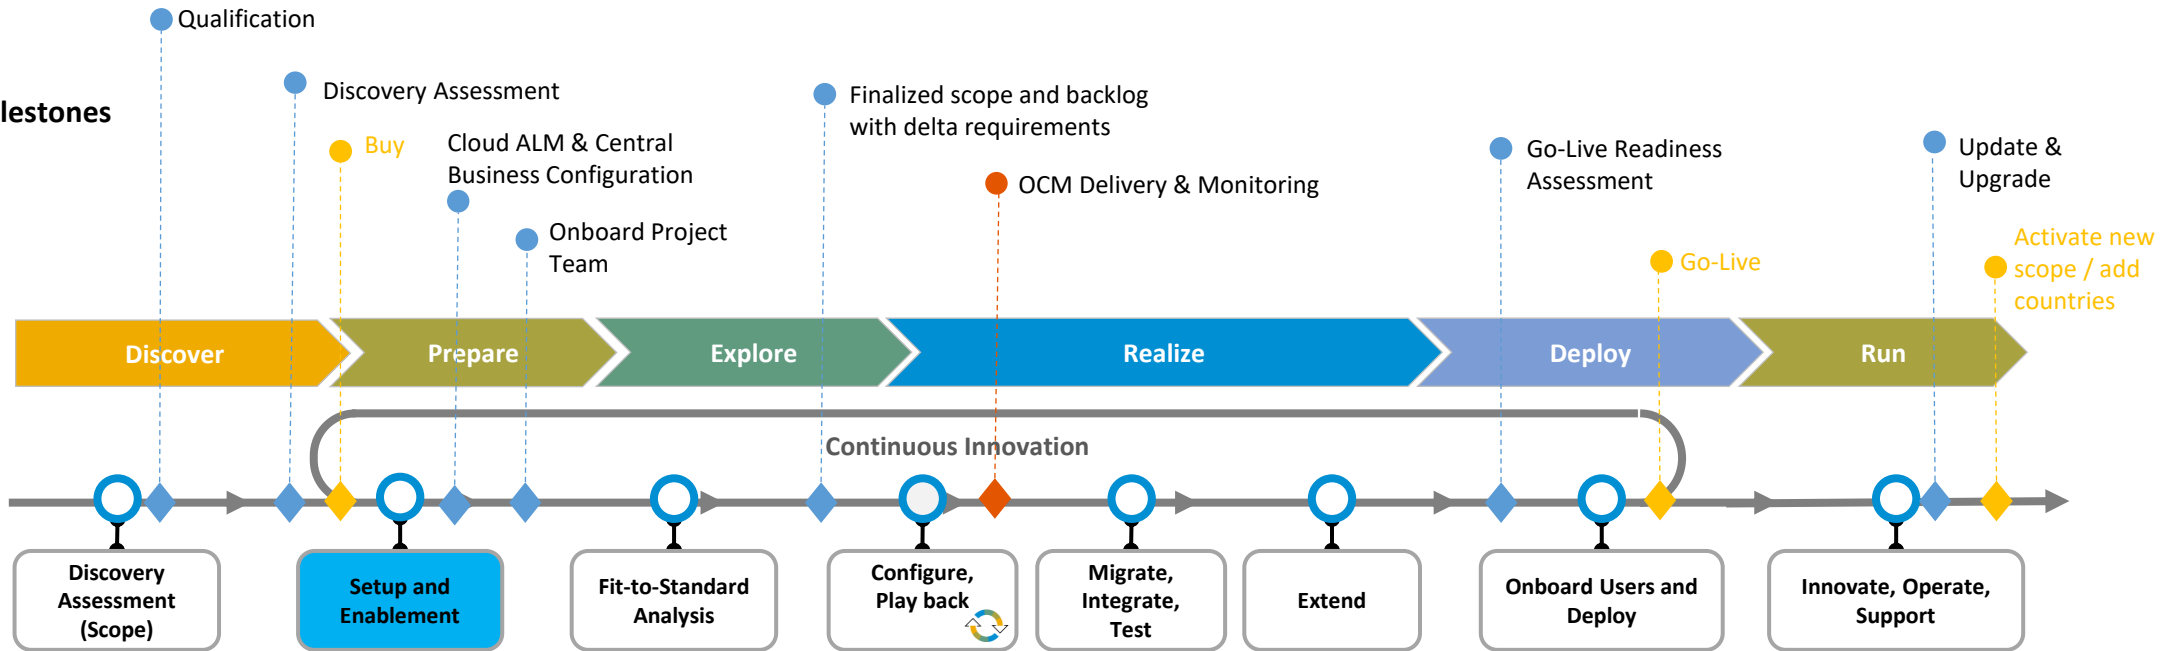 Qualification
lestones
Discovery Assessment
Buy
Cloud ALM & Central
Business Configuration
Onboard Project
Team
Finalized scope and backlog
with delta requirements
OCM Delivery & Monitoring
Go-Live Readiness
Assessment
Go-Live
Update &
Upgrade
Activate new
scope / add
countries
Discover
Prepare
Explore
Realize
Deploy
Run
Continuous Innovation
Discovery
Assessment
(Scope)
Setup and
Enablement
Fit-to-Standard
Analysis
Configure,
Play back
Migrate,
Integrate,
Test
Extend
Onboard Users and
Deploy
Innovate, Operate,
Support